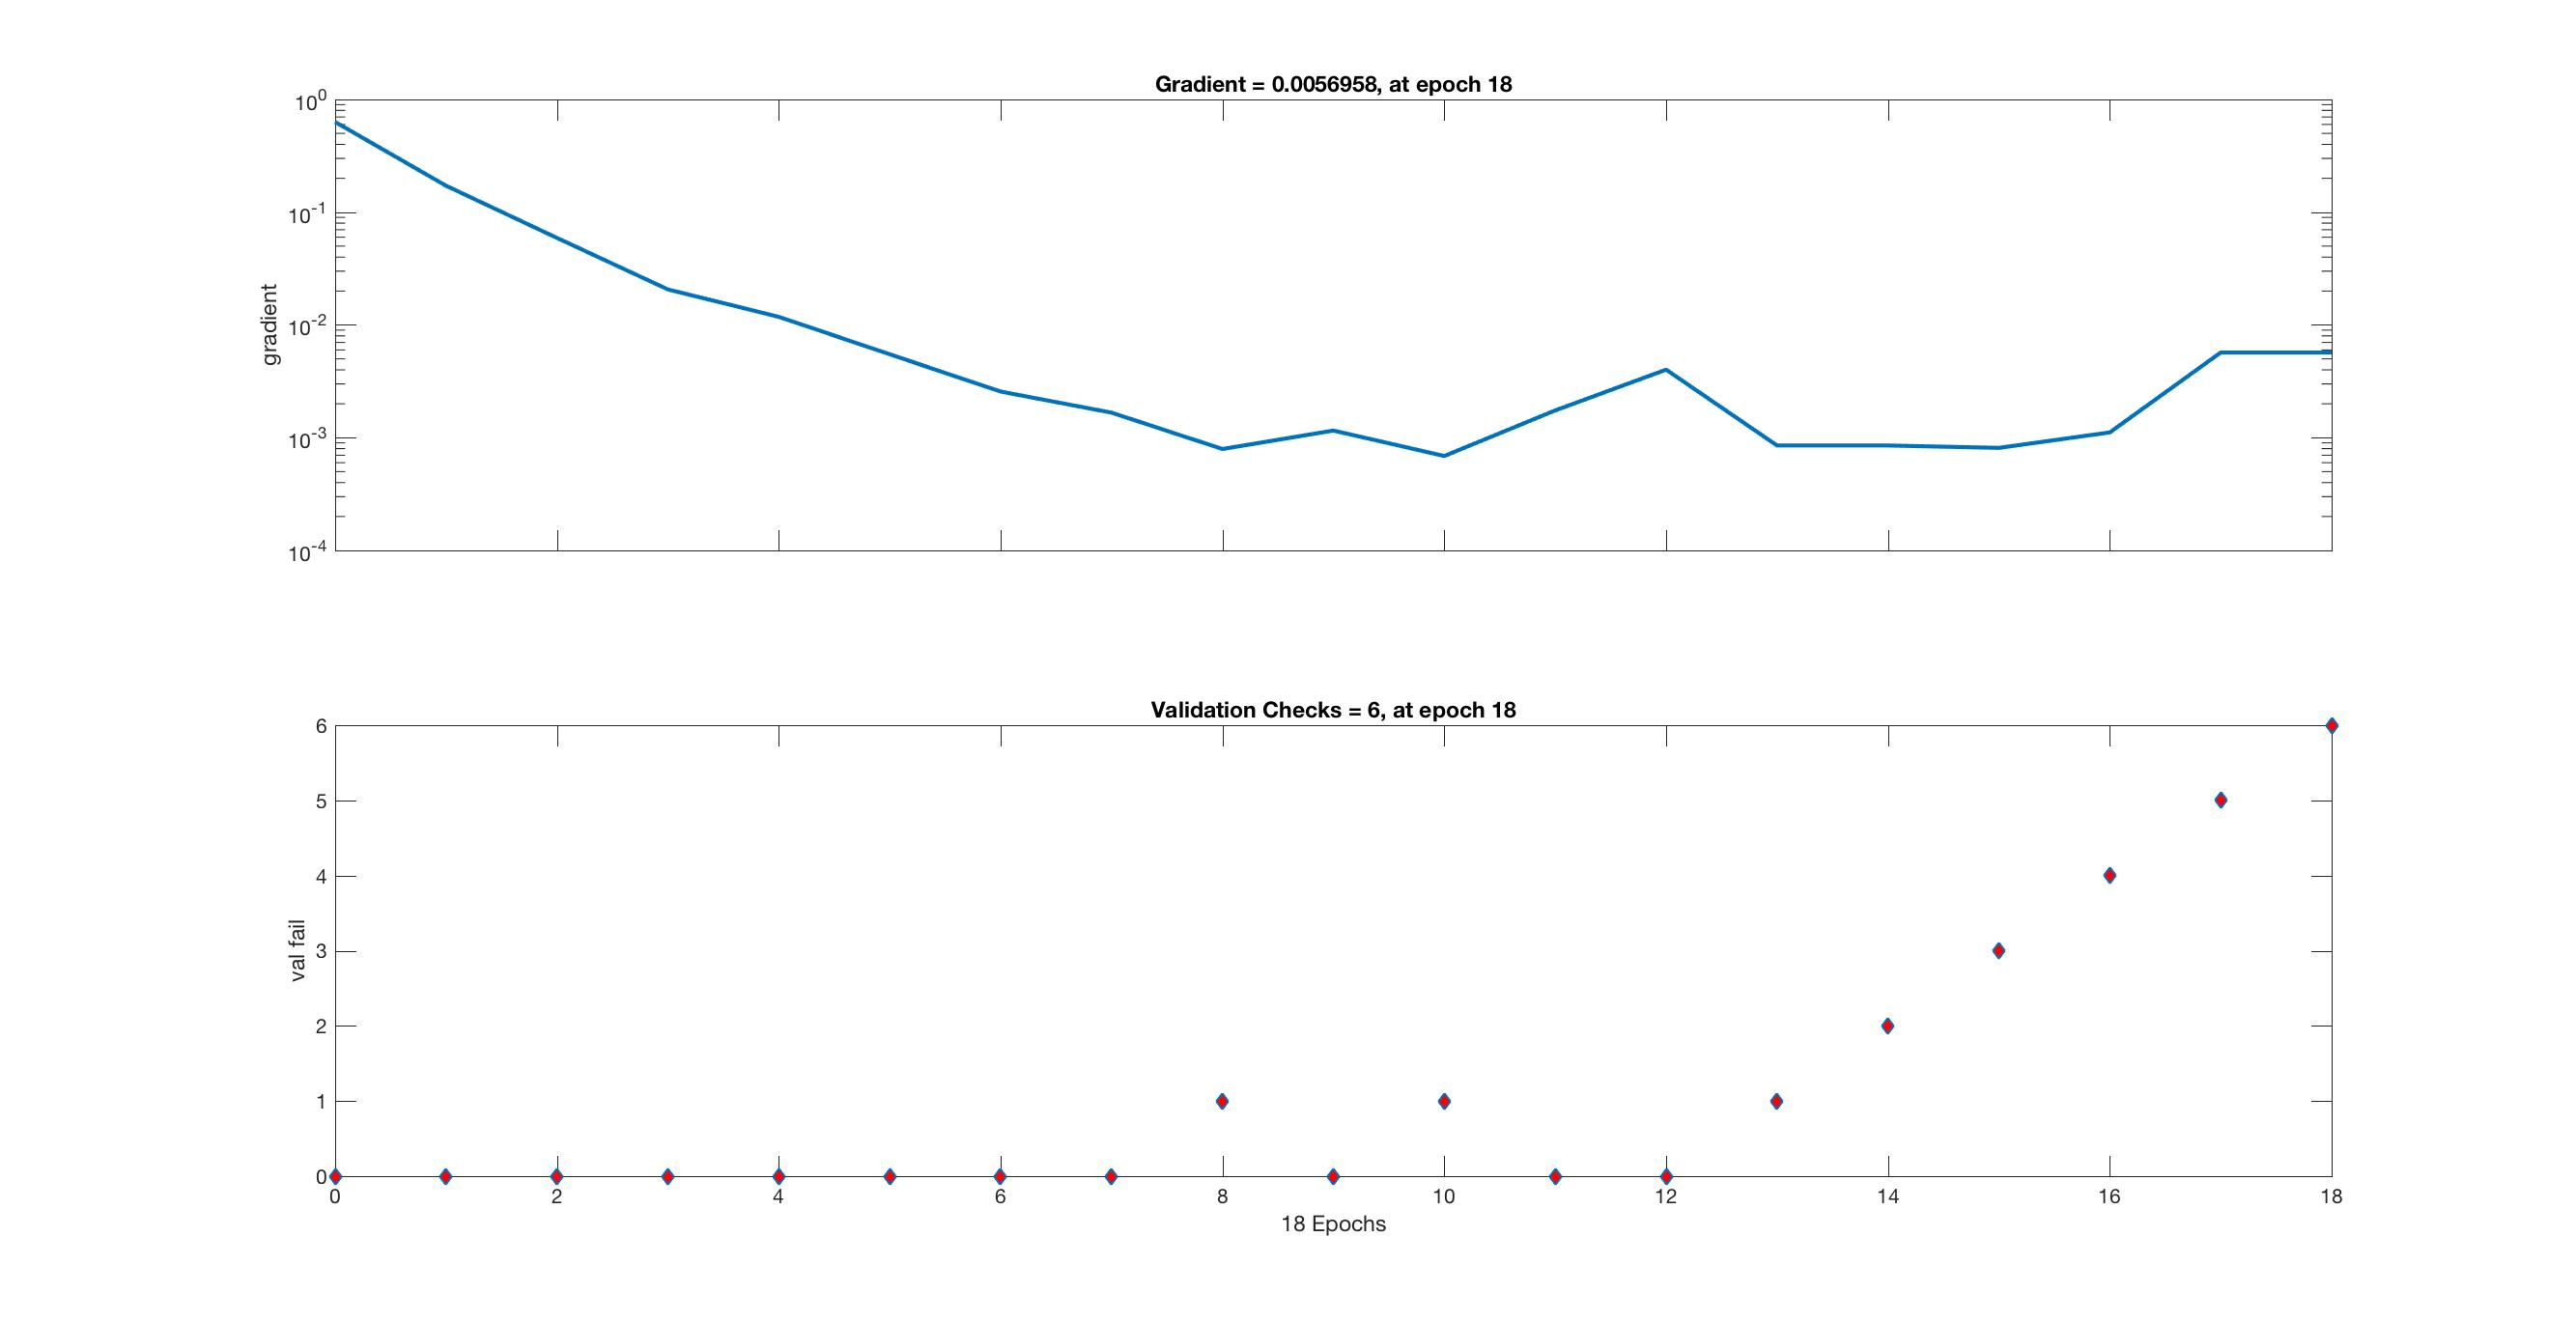 Gradient = 0.0056958, at epoch 18
10^0
10^-1
10^-2
10^-3
10^-4
gradient
Validation Checks = 6, at epoch 18
6
5
4
3
2
1
0
val fail
0 2 4 6 8 10 12 14 16 18
18 Epochs